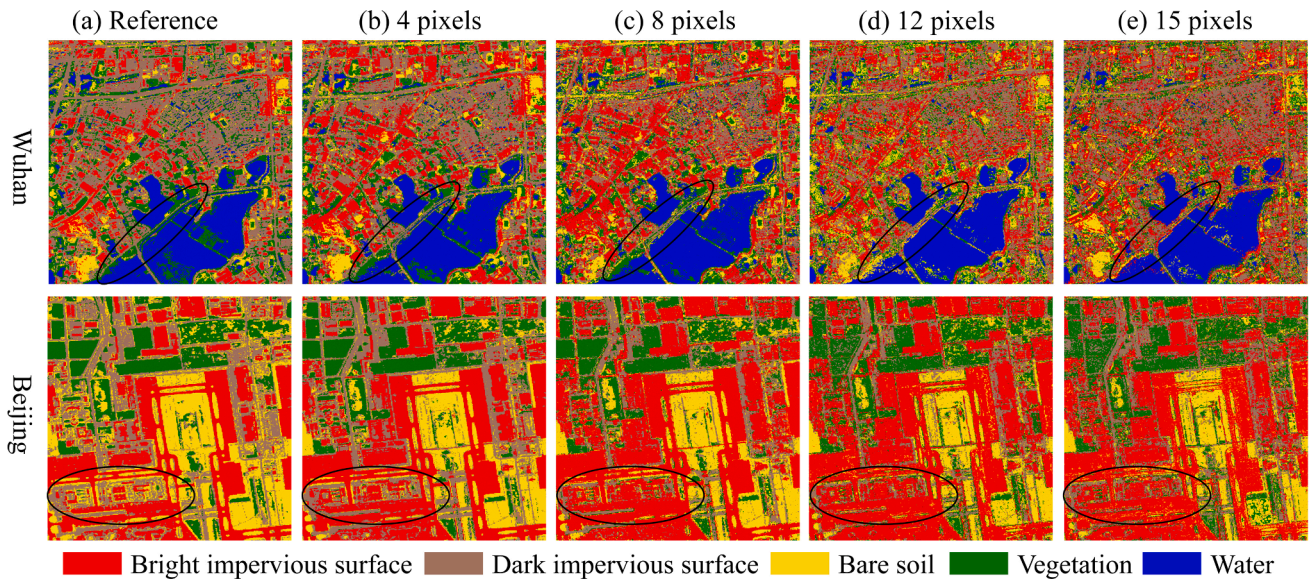 (a) Reference (b) 4 pixels (c) 8 pixels (d) 12 pixels (e) 15 pixels
Wuhan
Beijing
Bright impervious surface Dark impervious surface Bare soil Vegetation Water